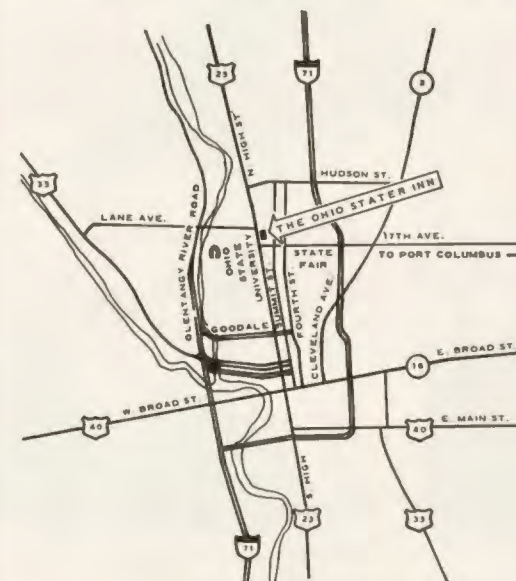 23
71
3
N HIGH ST.
33
HUDSON ST.
THE OHIO STATER INN
LANE AVE.
OLENTANGY RIVER ROAD
17TH AVE.
OHIO
STATE
UNIVERSITY
STATE
FAIR
TO PORT COLUMBUS
SUMMIT ST.
FOURTH ST.
CLEVELAND AVE.
GOODALE
E. BROAD ST.
16
W. BROAD ST.
40
E. MAIN ST.
40
S. HIGH
23
33
71